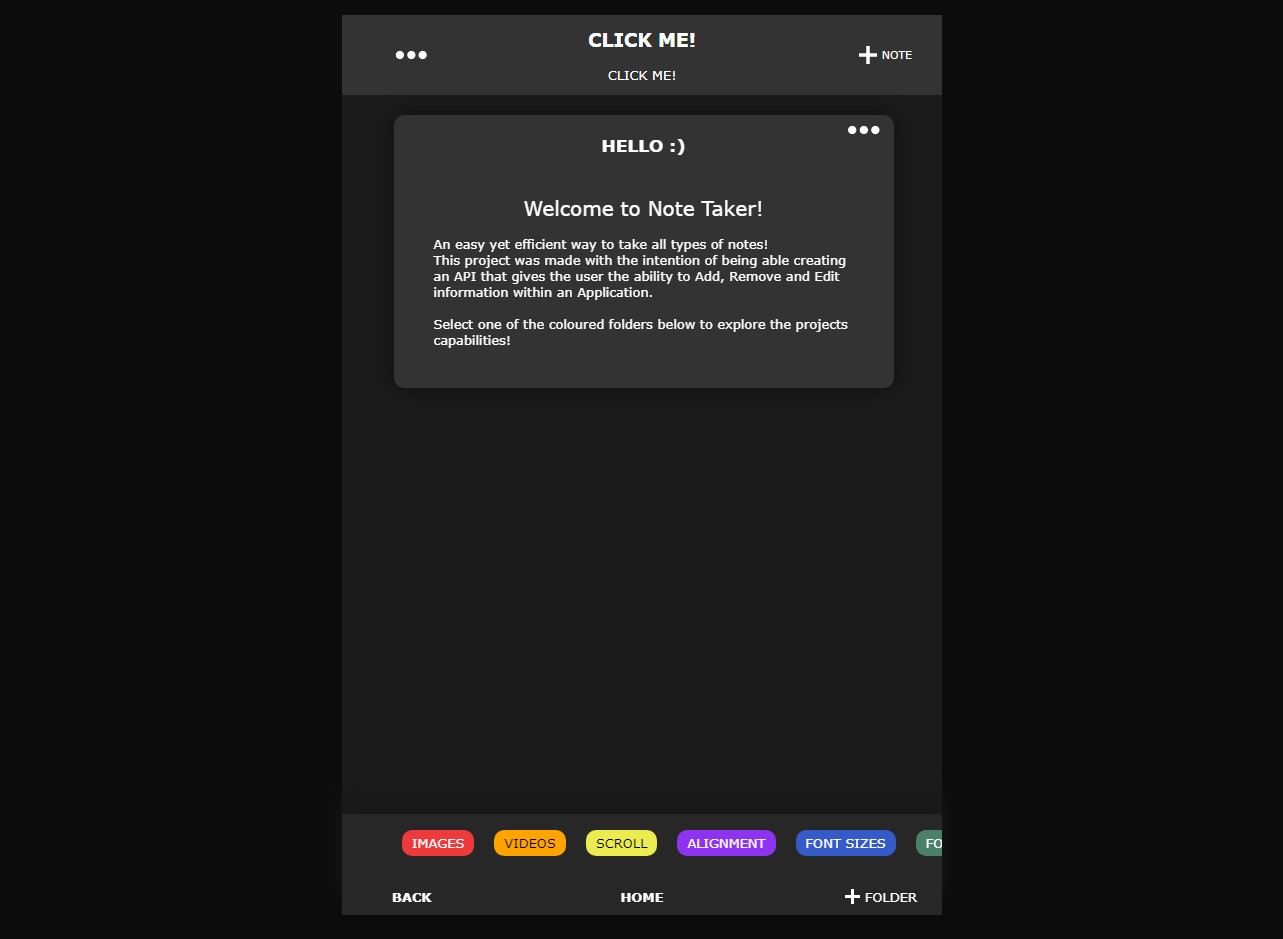 CLICK ME!
CLICK ME!
NOTE
HELLO :)
Welcome to Note Taker!
An easy yet efficient way to take all types of notes!
This project was made with the intention of being able creating
an API that gives the user the ability to Add, Remove and Edit
information within an Application.
Select one of the coloured folders below to explore the projects
capabilities!
IMAGES VIDEOS SCROLL ALIGNMENT FONT SIZES FO
BACK HOME FOLDER